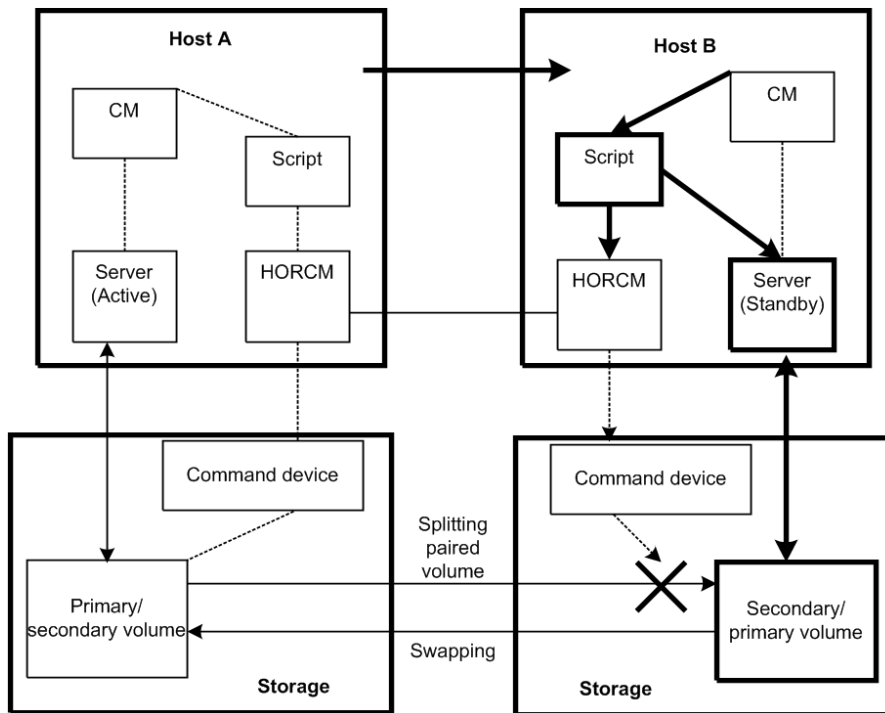 Host A
Host B
CM
CM
Script
Script
Server
(Active)
HORCM
HORCM
Server
(Standby)
Command device
Command device
Splitting
paired
volume
Primary/
secondary volume
Secondary/
primary volume
Swapping
Storage
Storage